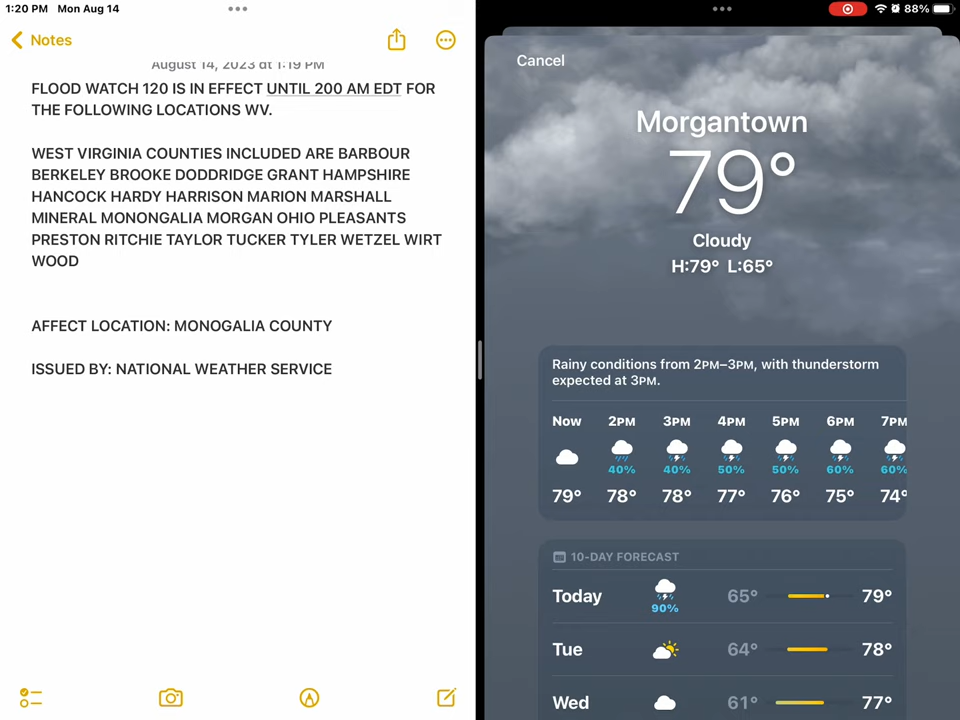 1:20 PM Mon Aug 14
88%
Notes
August 14, 2023 at 1:19 PM
FLOOD WATCH 120 IS IN EFFECT UNTIL 200 AM EDT FOR
THE FOLLOWING LOCATIONS WV.
WEST VIRGINIA COUNTIES INCLUDED ARE BARBOUR
BERKELEY BROOKE DODDRIDGE GRANT HAMPSHIRE
HANCOCK HARDY HARRISON MARION MARSHALL
MINERAL MONONGALIA MORGAN OHIO PLEASANTS
PRESTON RITCHIE TAYLOR TUCKER TYLER WETZEL WIRT
WOOD
AFFECT LOCATION: MONOGALIA COUNTY
ISSUED BY: NATIONAL WEATHER SERVICE
Cancel
Morgantown
79°
Cloudy
H:79° L:65°
Rainy conditions from 2PM–3PM, with thunderstorm
expected at 3PM.
Now 2PM 3PM 4PM 5PM 6PM 7PM
40% 40% 50% 50% 60% 60%
79° 78° 78° 77° 76° 75° 74°
10-DAY FORECAST
Today 65° 79°
90%
Tue 64° 78°
Wed 61° 77°